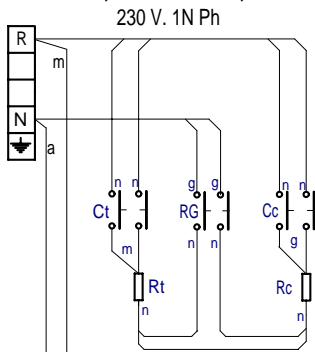 230 V. 1N Ph
R
m
N
a
n n g g n n
Ct RG Cc
m n n g
Rt Rc
n n